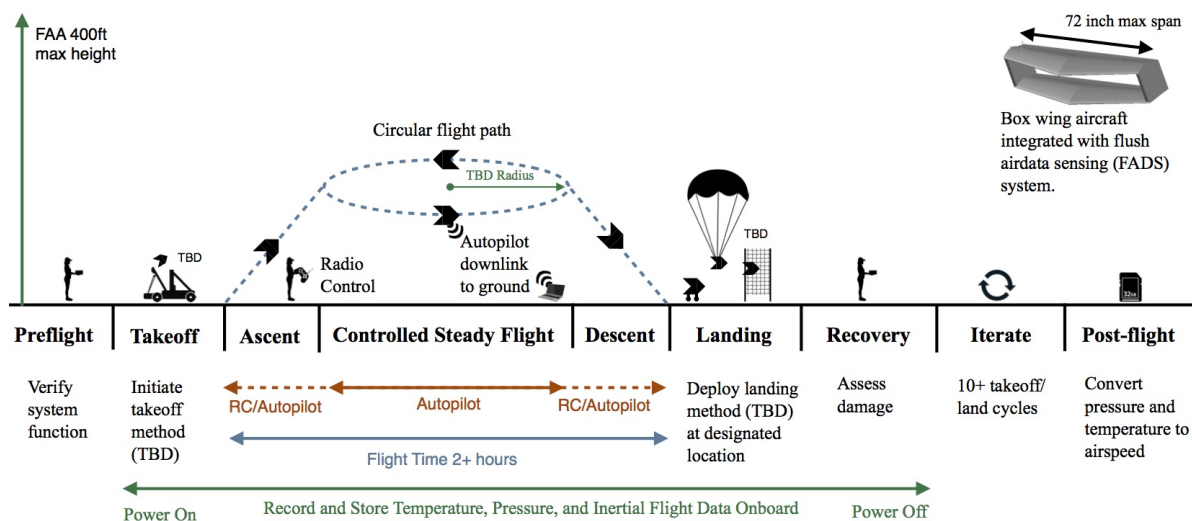 FAA 400ft
max height
72 inch max span
Box wing aircraft
integrated with flush
airdata sensing (FADS)
system.
Circular flight path
TBD Radius
TBD
Radio
Control
Autopilot
downlink
to ground
TBD
32GB
Preflight
Takeoff
Ascent
Controlled Steady Flight
Descent
Landing
Recovery
Iterate
Post-flight
Verify
system
function
Initiate
takeoff
method
(TBD)
RC/Autopilot
Autopilot
RC/Autopilot
Flight Time 2+ hours
Deploy landing
method (TBD)
at designated
location
Assess
damage
10+ takeoff/
land cycles
Convert
pressure and
temperature to
airspeed
Power On
Record and Store Temperature, Pressure, and Inertial Flight Data Onboard
Power Off